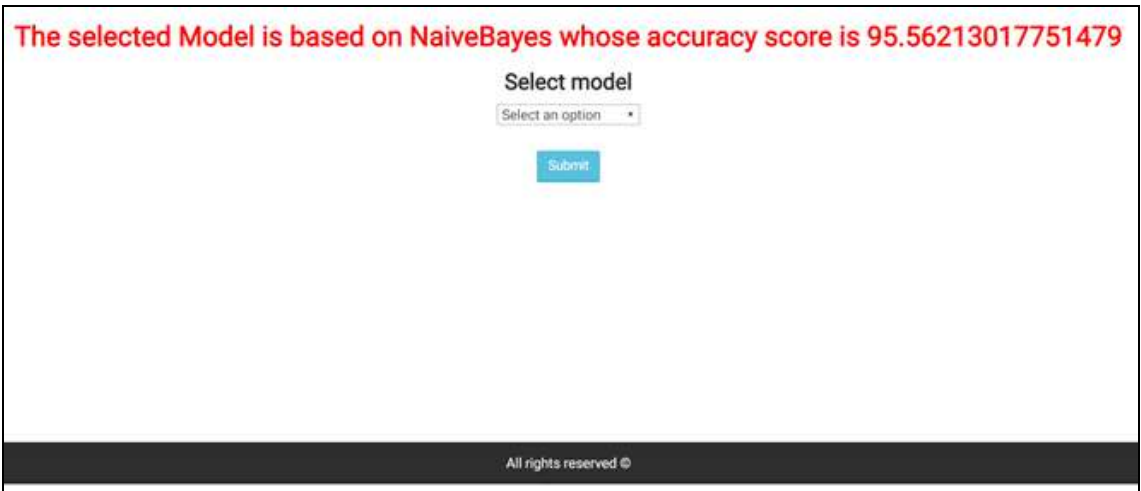 The selected Model is based on NaiveBayes whose accuracy score is 95.56213017751479
Select model
Select an option
Submit
All rights reserved ©